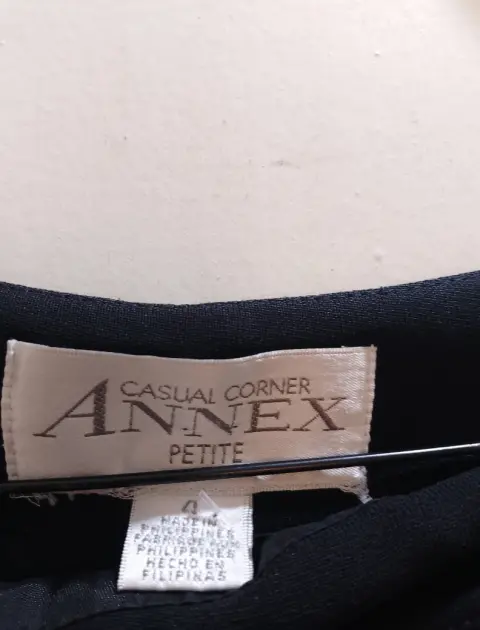 CASUAL CORNER
ANNEX
PETITE
4
MADE IN
PHILIPPINES
FABRIQUE AUX
PHILIPPINES
HECHO EN
FILIPINAS